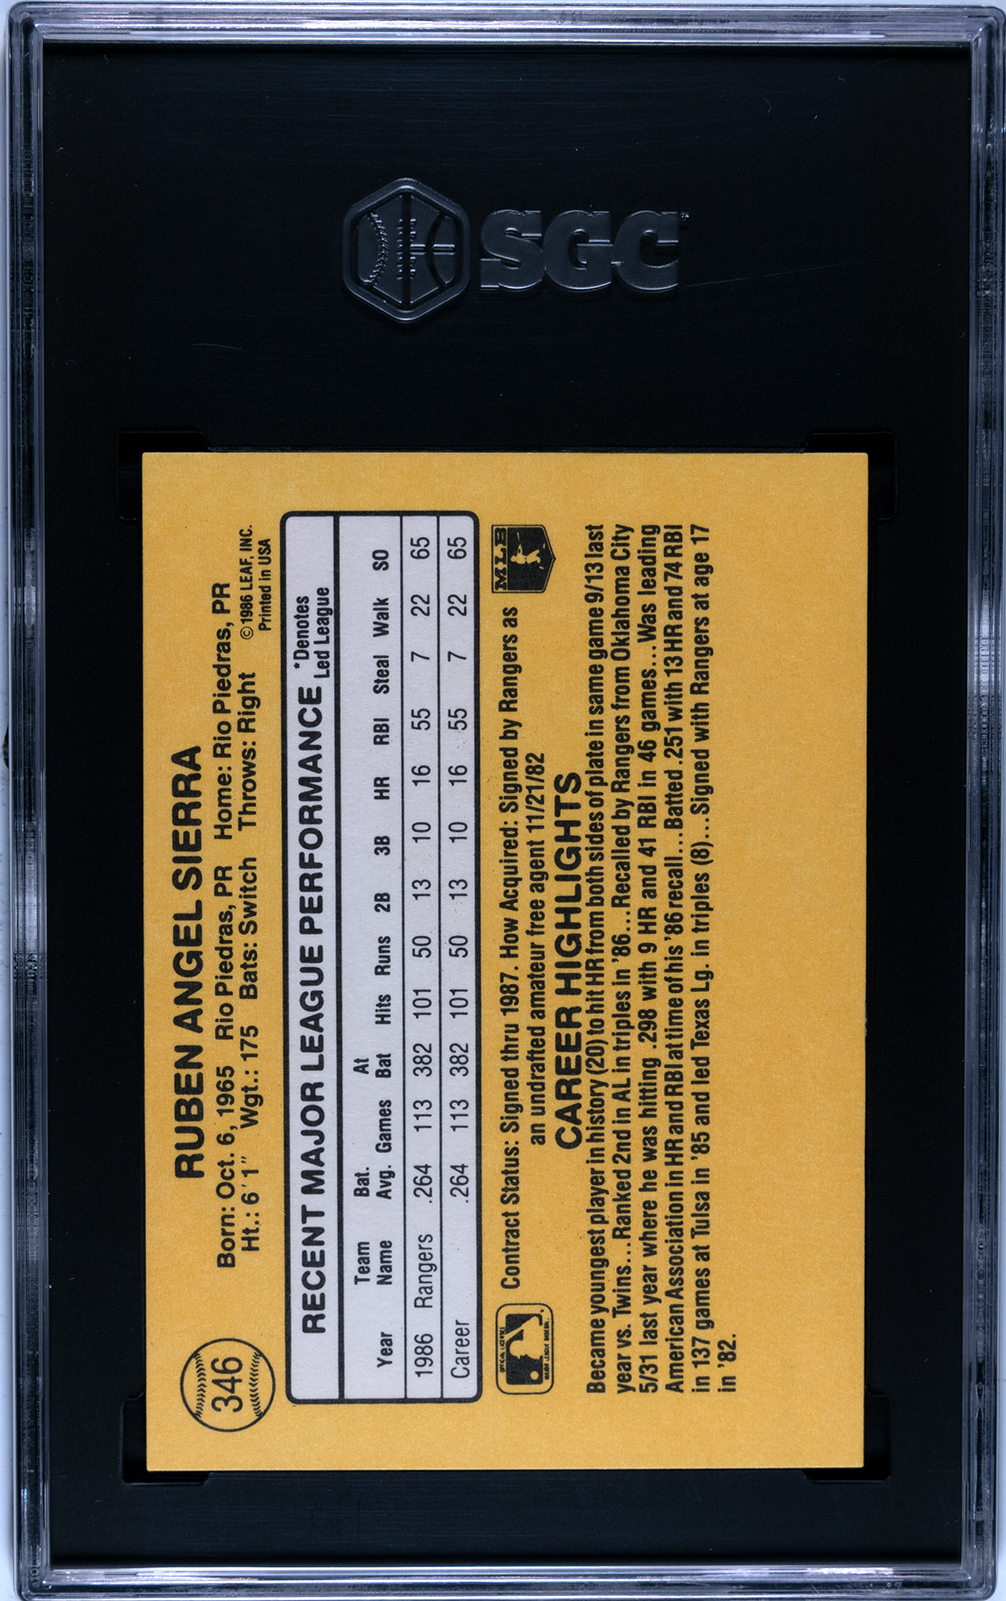 SGC
346
RUBEN ANGEL SIERRA
Born: Oct. 6, 1965 Rio Piedras, PR Home: Rio Piedras, PR
Ht.: 6'1" Wgt.: 175 Bats: Switch Throws: Right
©1986 LEAF, INC.
Printed in USA
RECENT MAJOR LEAGUE PERFORMANCE *Denotes
Led League
Year Team Name Bat. Avg. Games At Bat Hits Runs 2B 3B HR RBI Steal Walk SO
1986 Rangers .264 113 382 101 50 13 10 16 55 7 22 65
Career .264 113 382 101 50 13 10 16 55 7 22 65
Contract Status: Signed thru 1987. How Acquired: Signed by Rangers as
an undrafted amateur free agent 11/21/82
MLB
CAREER HIGHLIGHTS
Became youngest player in history (20) to hit HR from both sides of plate in same game 9/13 last
year vs. Twins...Ranked 2nd in AL in triples in '86...Recalled by Rangers from Oklahoma City
5/31 last year where he was hitting .298 with 9 HR and 41 RBI in 46 games...Was leading
American Association in HR and RBI at time of his '86 recall...Batted .251 with 13 HR and 74 RBI
in 137 games at Tulsa in '85 and led Texas Lg. in triples (8)...Signed with Rangers at age 17
in '82.